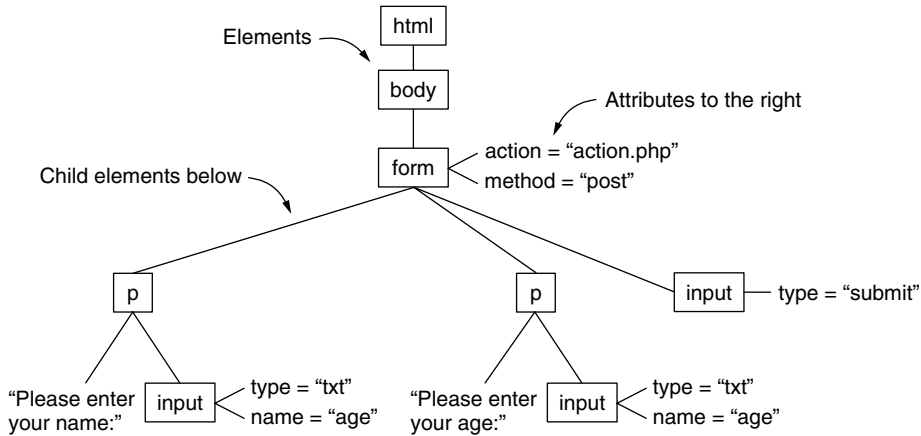 html
Elements
body
Attributes to the right
action = “action.php”
form
method = “post”
Child elements below
p
p
input
type = “submit”
“Please enter
your name:”
input
type = “txt”
name = “age”
“Please enter
your age:”
input
type = “txt”
name = “age”